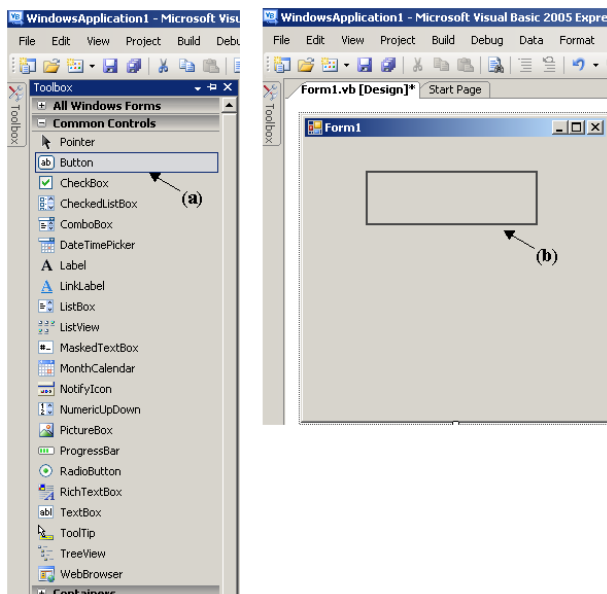 WindowsApplication1 - Microsoft Visu
File Edit View Project Build Debu
Toolbox
Toolbox
All Windows Forms
Common Controls
Pointer
Button
CheckBox
(a)
CheckedListBox
ComboBox
DateTimePicker
A Label
A LinkLabel
ListBox
ListView
MaskedTextBox
MonthCalendar
NotifyIcon
NumericUpDown
PictureBox
ProgressBar
RadioButton
RichTextBox
abl TextBox
ToolTip
TreeView
WebBrowser
Containers
WindowsApplication1 - Microsoft Visual Basic 2005 Expre
File Edit View Project Build Debug Data Format
Form1.vb [Design]* Start Page
Toolbox
Form1
(b)